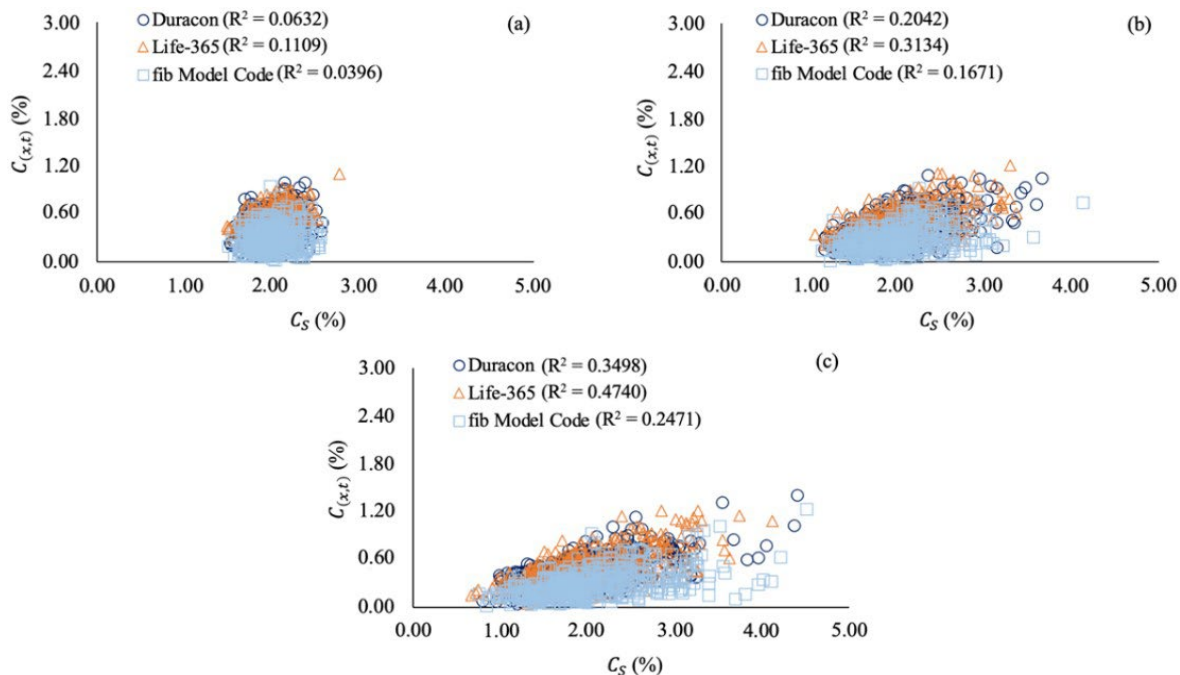 3.00
Duracon (R² = 0.0632)
(a)
2.40
Life-365 (R² = 0.1109)
fib Model Code (R² = 0.0396)
1.80
C(x,t) (%)
1.20
0.60
0.00
0.00 1.00 2.00 3.00 4.00 5.00
C_S (%)
3.00
Duracon (R² = 0.2042)
(b)
2.40
Life-365 (R² = 0.3134)
fib Model Code (R² = 0.1671)
1.80
C(x,t) (%)
1.20
0.60
0.00
0.00 1.00 2.00 3.00 4.00 5.00
C_S (%)
3.00
Duracon (R² = 0.3498)
(c)
2.40
Life-365 (R² = 0.4740)
fib Model Code (R² = 0.2471)
1.80
C(x,t) (%)
1.20
0.60
0.00
0.00 1.00 2.00 3.00 4.00 5.00
C_S (%)